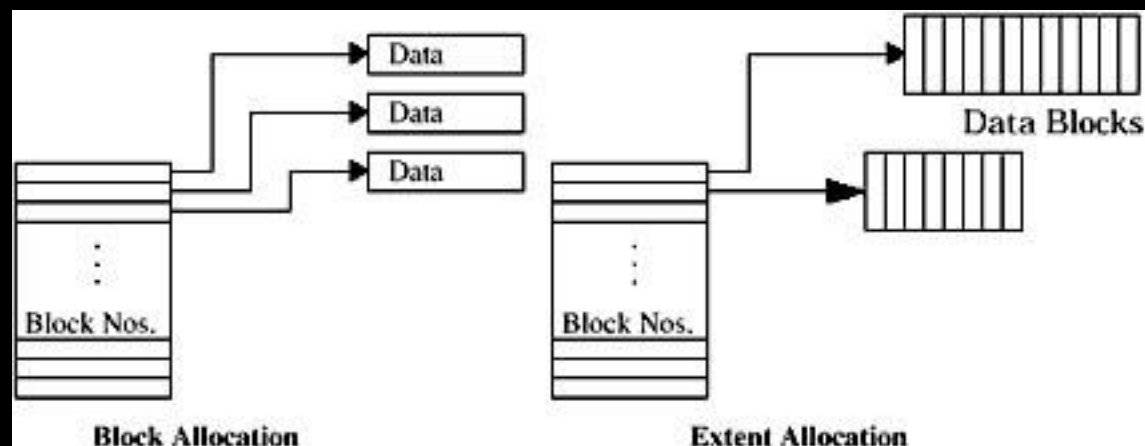 Data
Data
Data
Block Nos.
Block Allocation
Data Blocks
Block Nos.
Extent Allocation